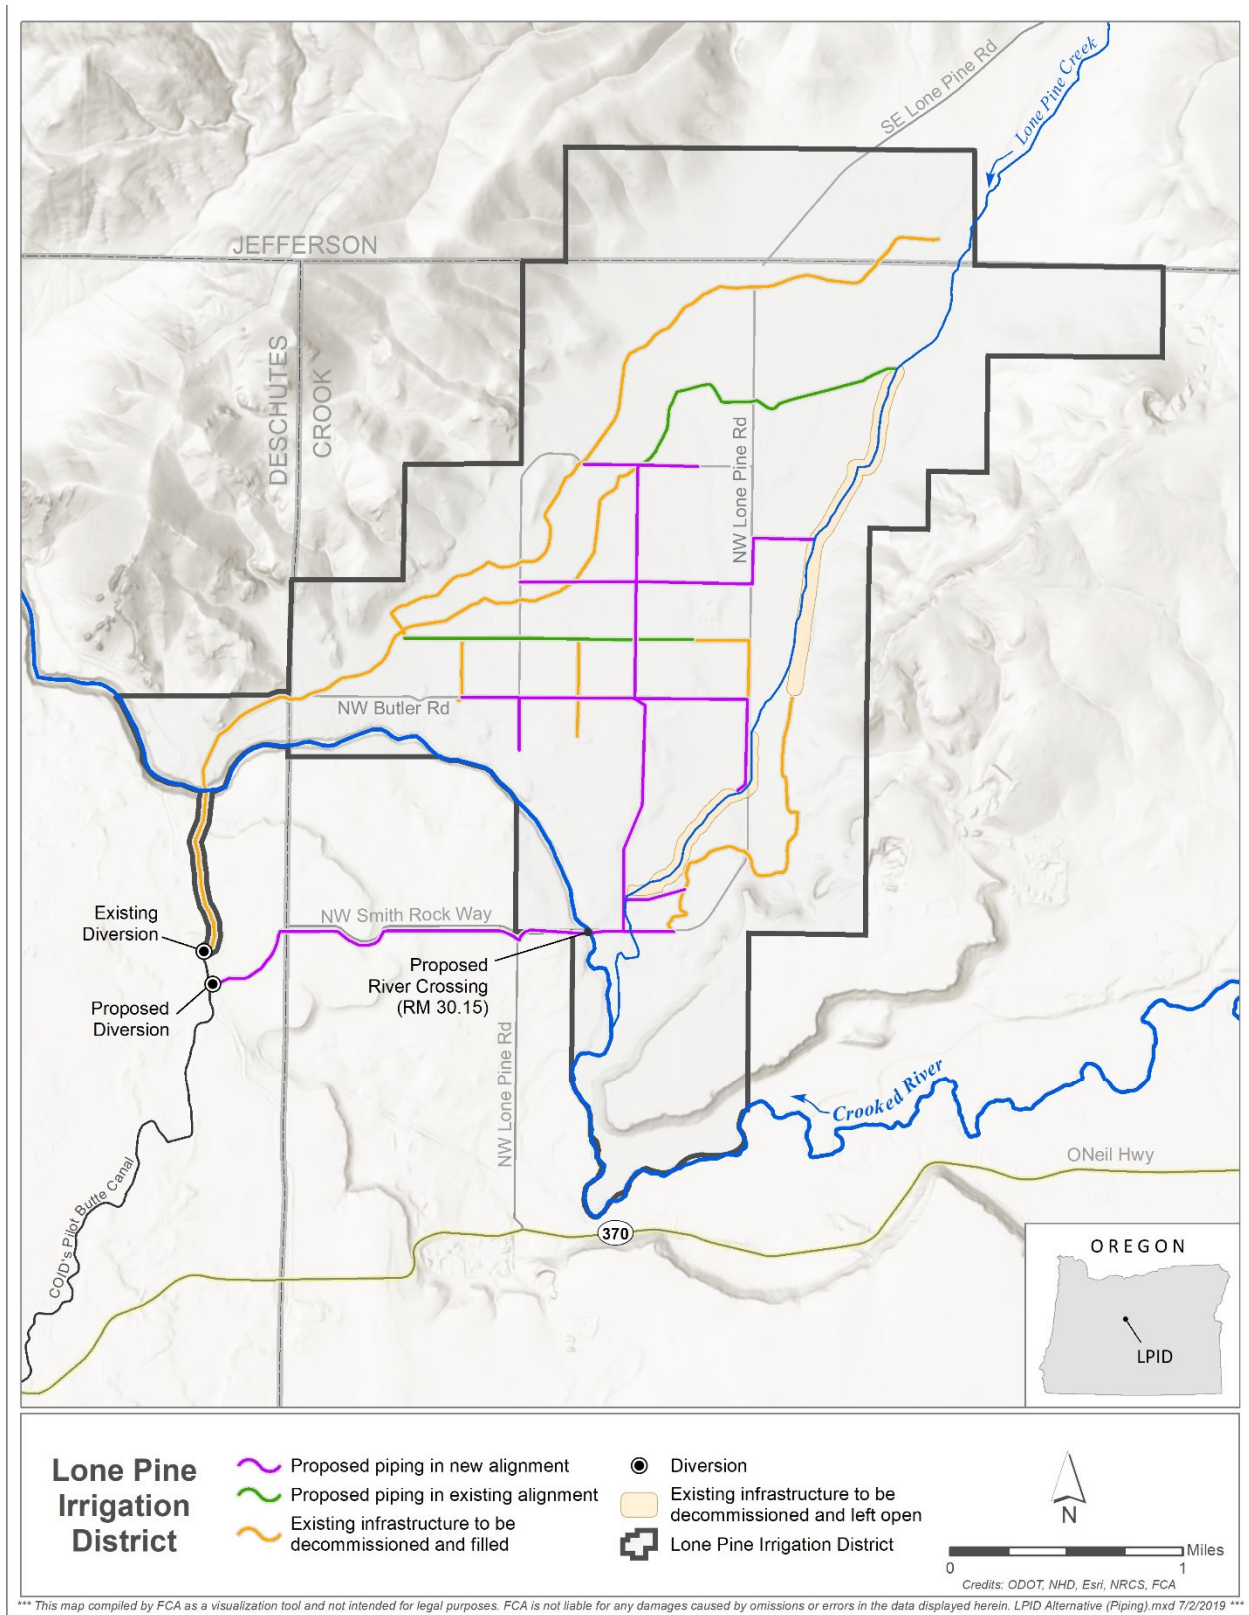 SE Lone Pine Rd
Lone Pine Creek
JEFFERSON
DESCHUTES
CROOK
NW Lone Pine Rd
NW Butler Rd
Existing
Diversion
NW Smith Rock Way
Proposed
River Crossing
(RM 30.15)
Proposed
Diversion
NW Lone Pine Rd
Crooked River
COID's Pilot Butte Canal
ONeil Hwy
370
OREGON
LPID
Lone Pine
Irrigation
District
Proposed piping in new alignment
Proposed piping in existing alignment
Existing infrastructure to be
decommissioned and filled
Diversion
Existing infrastructure to be
decommissioned and left open
Lone Pine Irrigation District
N
Miles
0
1
Credits: ODOT, NHD, Esri, NRCS, FCA
*** This map compiled by FCA as a visualization tool and not intended for legal purposes. FCA is not liable for any damages caused by omissions or errors in the data displayed herein. LPID Alternative (Piping).mxd 7/2/2019 ***